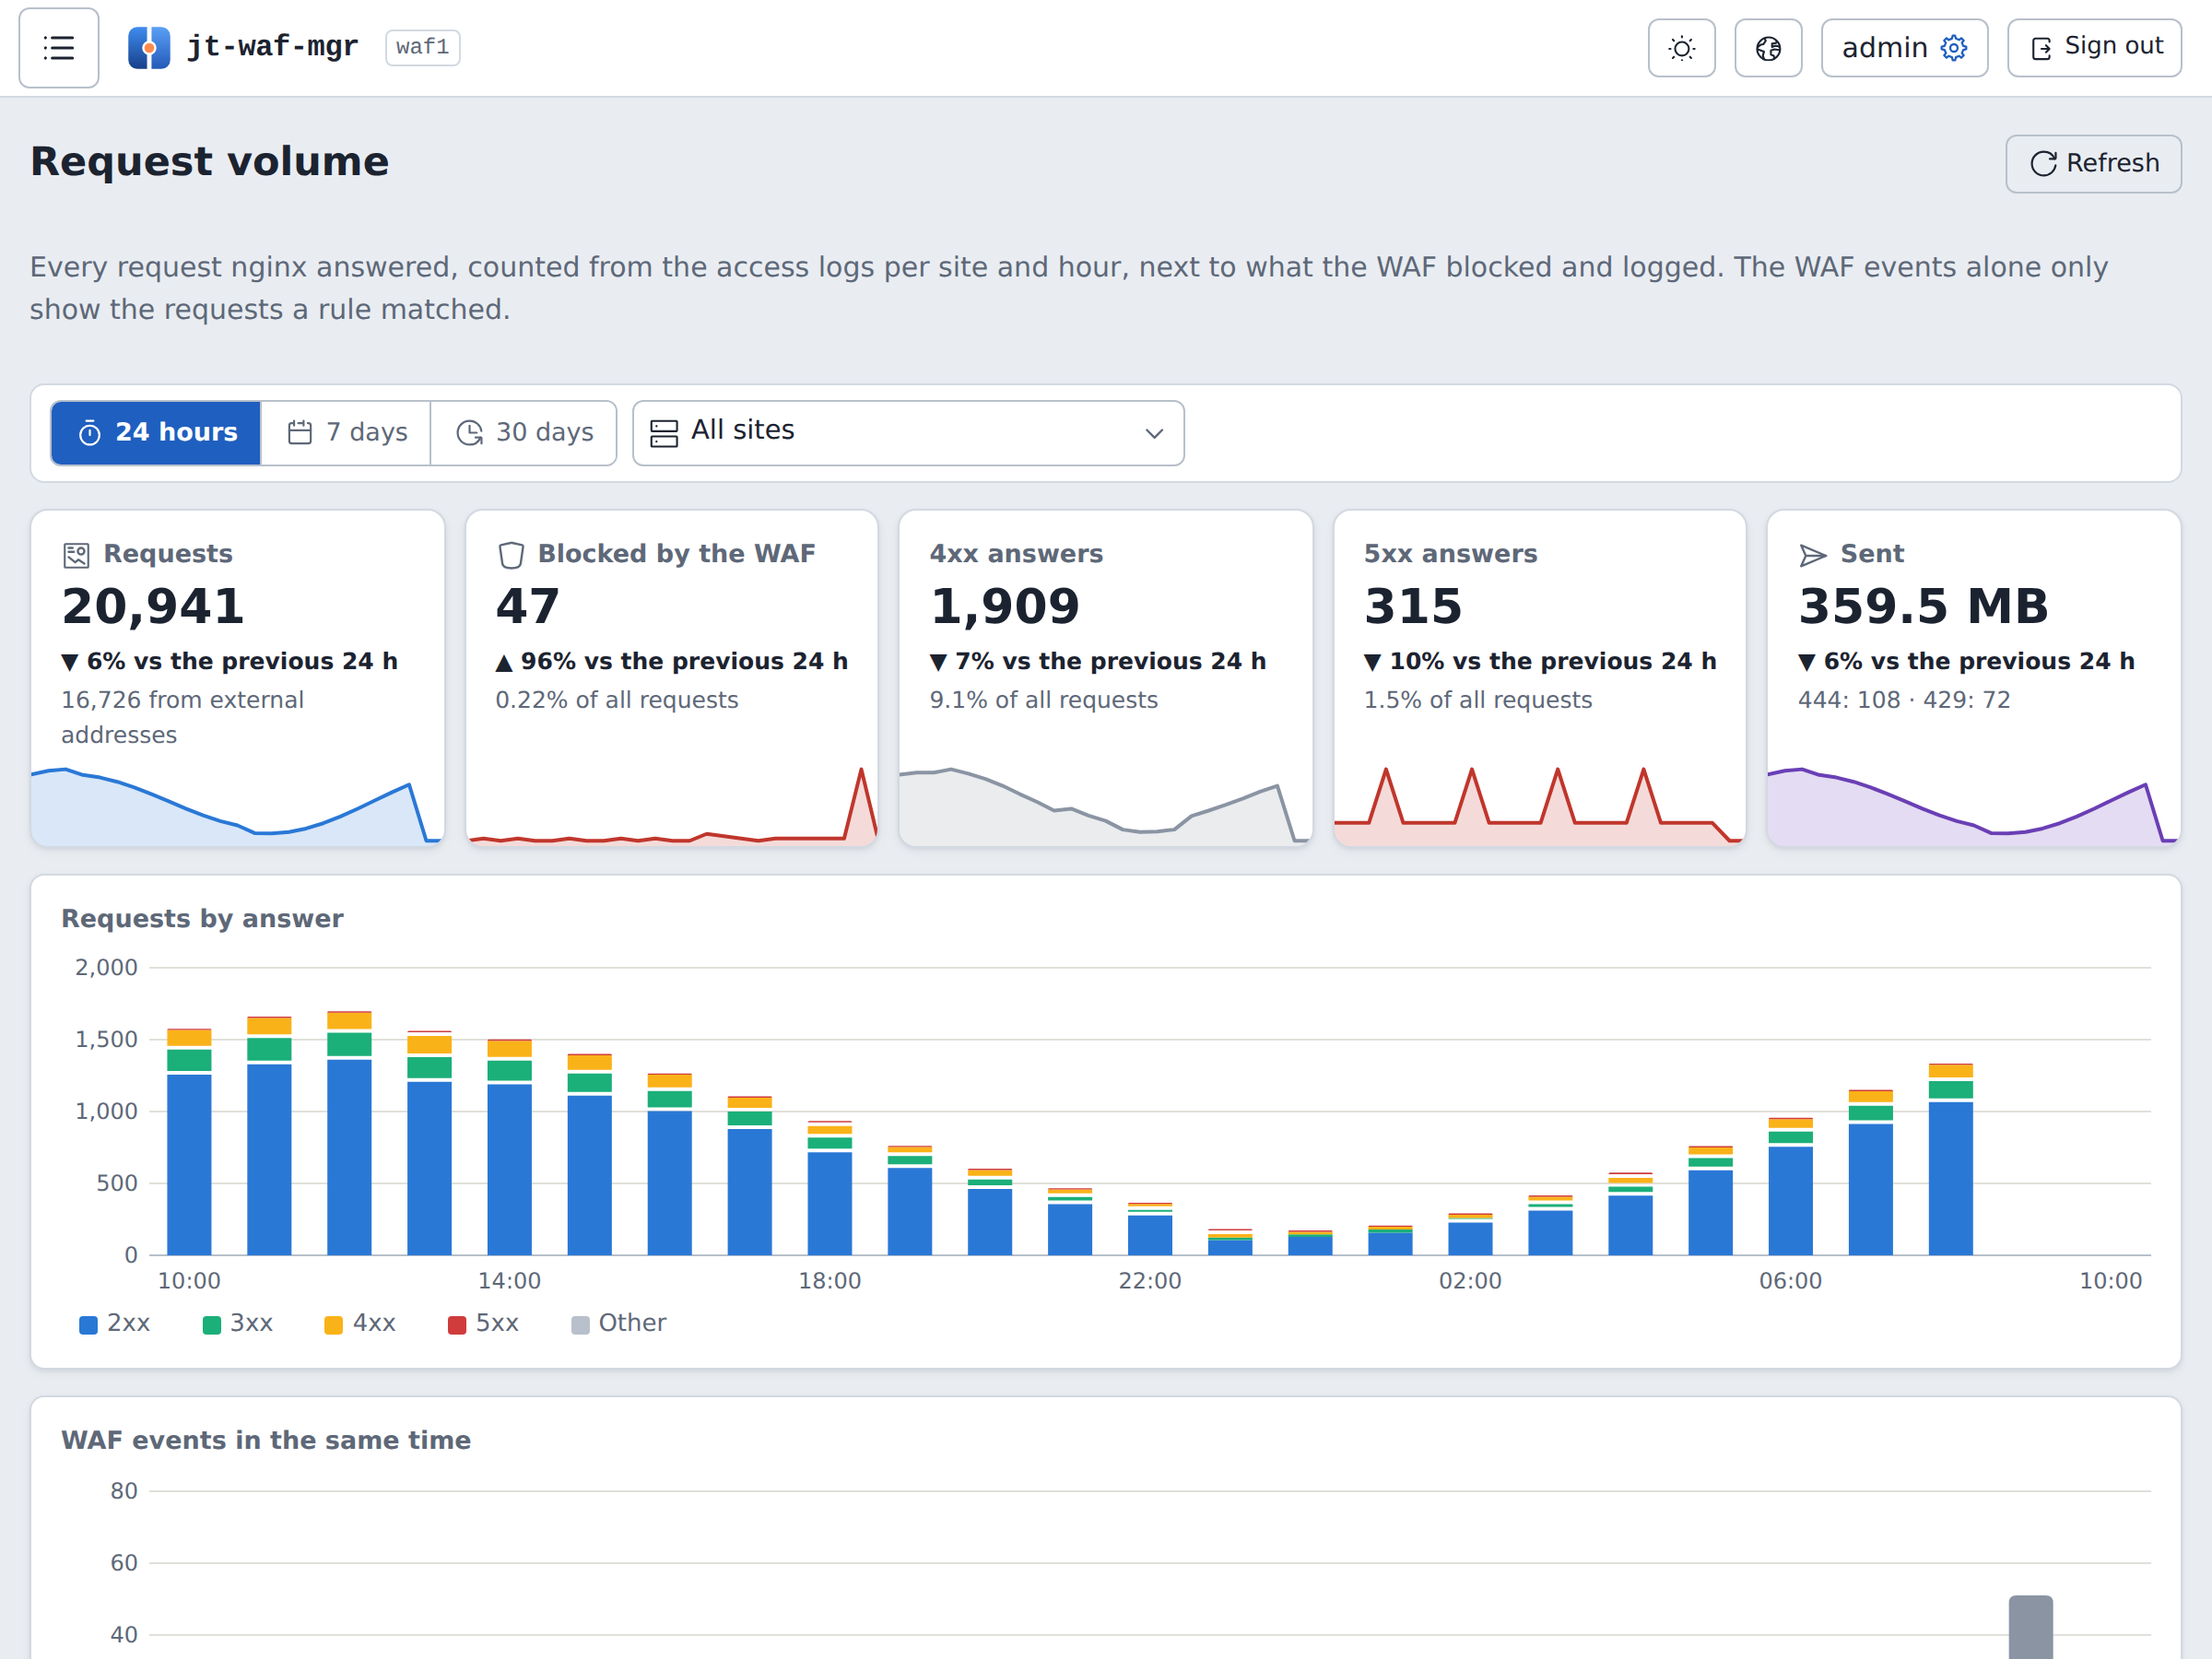 jt-waf-mgr waf1 admin Sign out
Request volume Refresh
Every request nginx answered, counted from the access logs per site and hour, next to what the WAF blocked and logged. The WAF events alone only
show the requests a rule matched.
24 hours 7 days 30 days All sites
Requests
20,941
▼ 6% vs the previous 24 h
16,726 from external
addresses
Blocked by the WAF
47
▲ 96% vs the previous 24 h
0.22% of all requests
4xx answers
1,909
▼ 7% vs the previous 24 h
9.1% of all requests
5xx answers
315
▼ 10% vs the previous 24 h
1.5% of all requests
Sent
359.5 MB
▼ 6% vs the previous 24 h
444: 108 · 429: 72
Requests by answer
2,000
1,500
1,000
500
0
10:00 14:00 18:00 22:00 02:00 06:00 10:00
2xx 3xx 4xx 5xx Other
WAF events in the same time
80
60
40